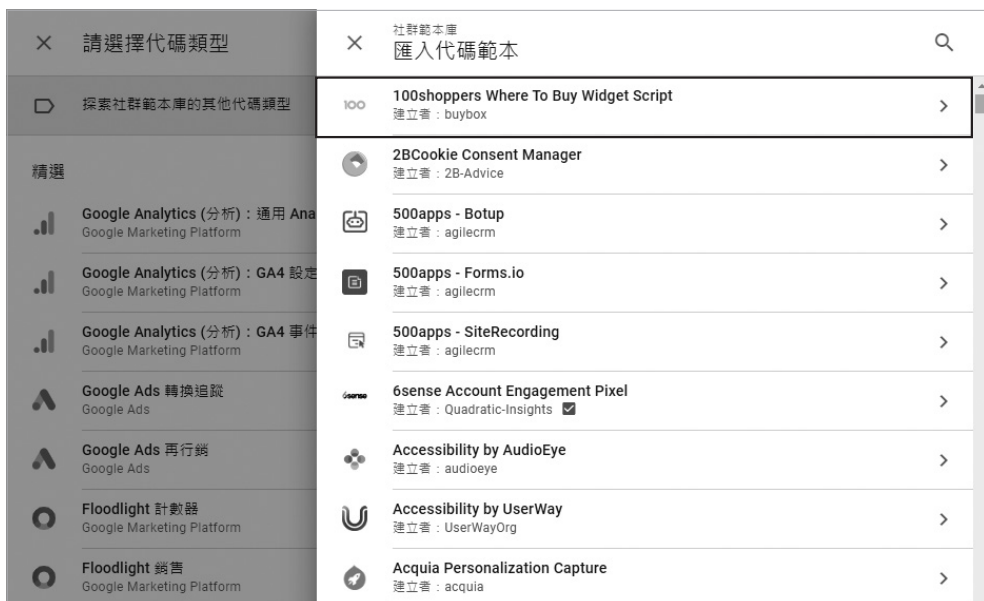 請選擇代碼類型
探索社群範本庫的其他代碼類型
精選
Google Analytics (分析)：通用 Ana
Google Marketing Platform
Google Analytics (分析)：GA4 設定
Google Marketing Platform
Google Analytics (分析)：GA4 事件
Google Marketing Platform
Google Ads 轉換追蹤
Google Ads
Google Ads 再行銷
Google Ads
Floodlight 計數器
Google Marketing Platform
Floodlight 銷售
Google Marketing Platform
社群範本庫
匯入代碼範本
100
100shoppers Where To Buy Widget Script
建立者：buybox
2BCookie Consent Manager
建立者：2B-Advice
500apps - Botup
建立者：agilecrm
500apps - Forms.io
建立者：agilecrm
500apps - SiteRecording
建立者：agilecrm
6sense
6sense Account Engagement Pixel
建立者：Quadratic-Insights
Accessibility by AudioEye
建立者：audioeye
Accessibility by UserWay
建立者：UserWayOrg
Acquia Personalization Capture
建立者：acquia